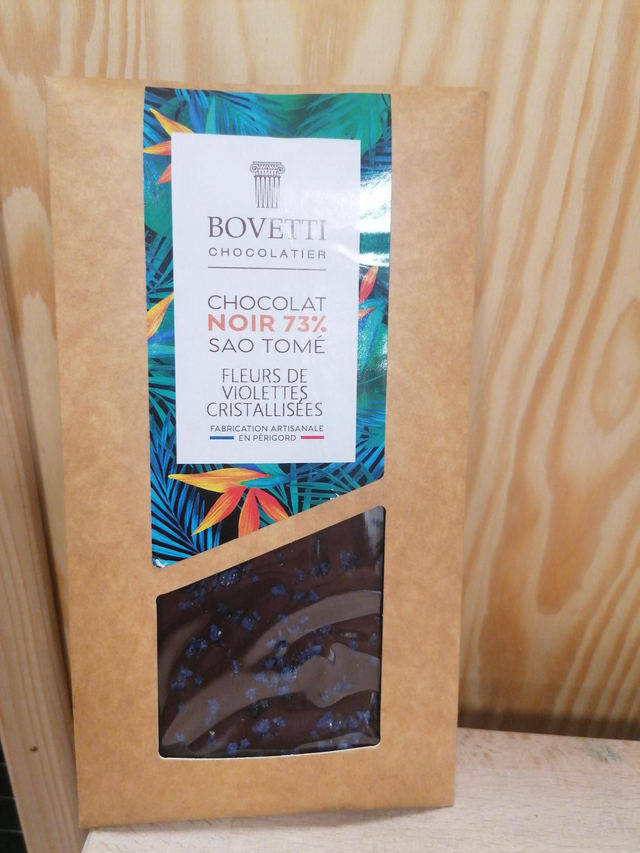 BOVETTI
CHOCOLATIER
CHOCOLAT
NOIR 73%
SAO TOMÉ
FLEURS DE
VIOLETTES
CRISTALLISÉES
FABRICATION ARTISANALE
EN PÉRIGORD